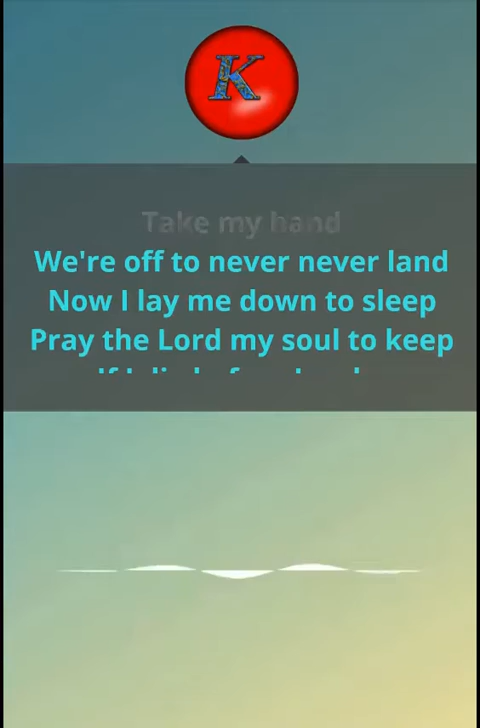 K
Take my hand
We're off to never never land
Now I lay me down to sleep
Pray the Lord my soul to keep